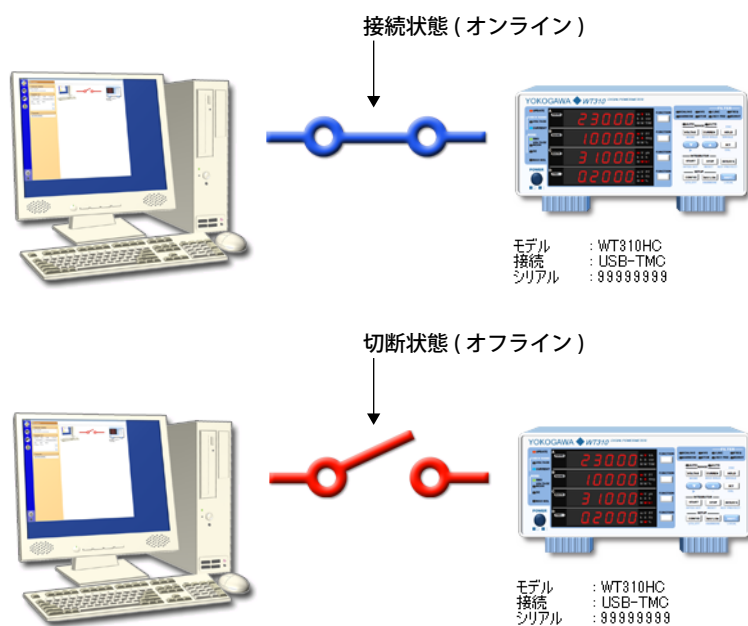 接続状態 ( オンライン )
YOKOGAWA ◆ WT310
23000
10000
31000
02000
POWER
モデル : WT310HC
接続 : USB-TMC
シリアル : 99999999
切断状態 ( オフライン )
YOKOGAWA ◆ WT310
23000
10000
31000
02000
POWER
モデル : WT310HC
接続 : USB-TMC
シリアル : 99999999